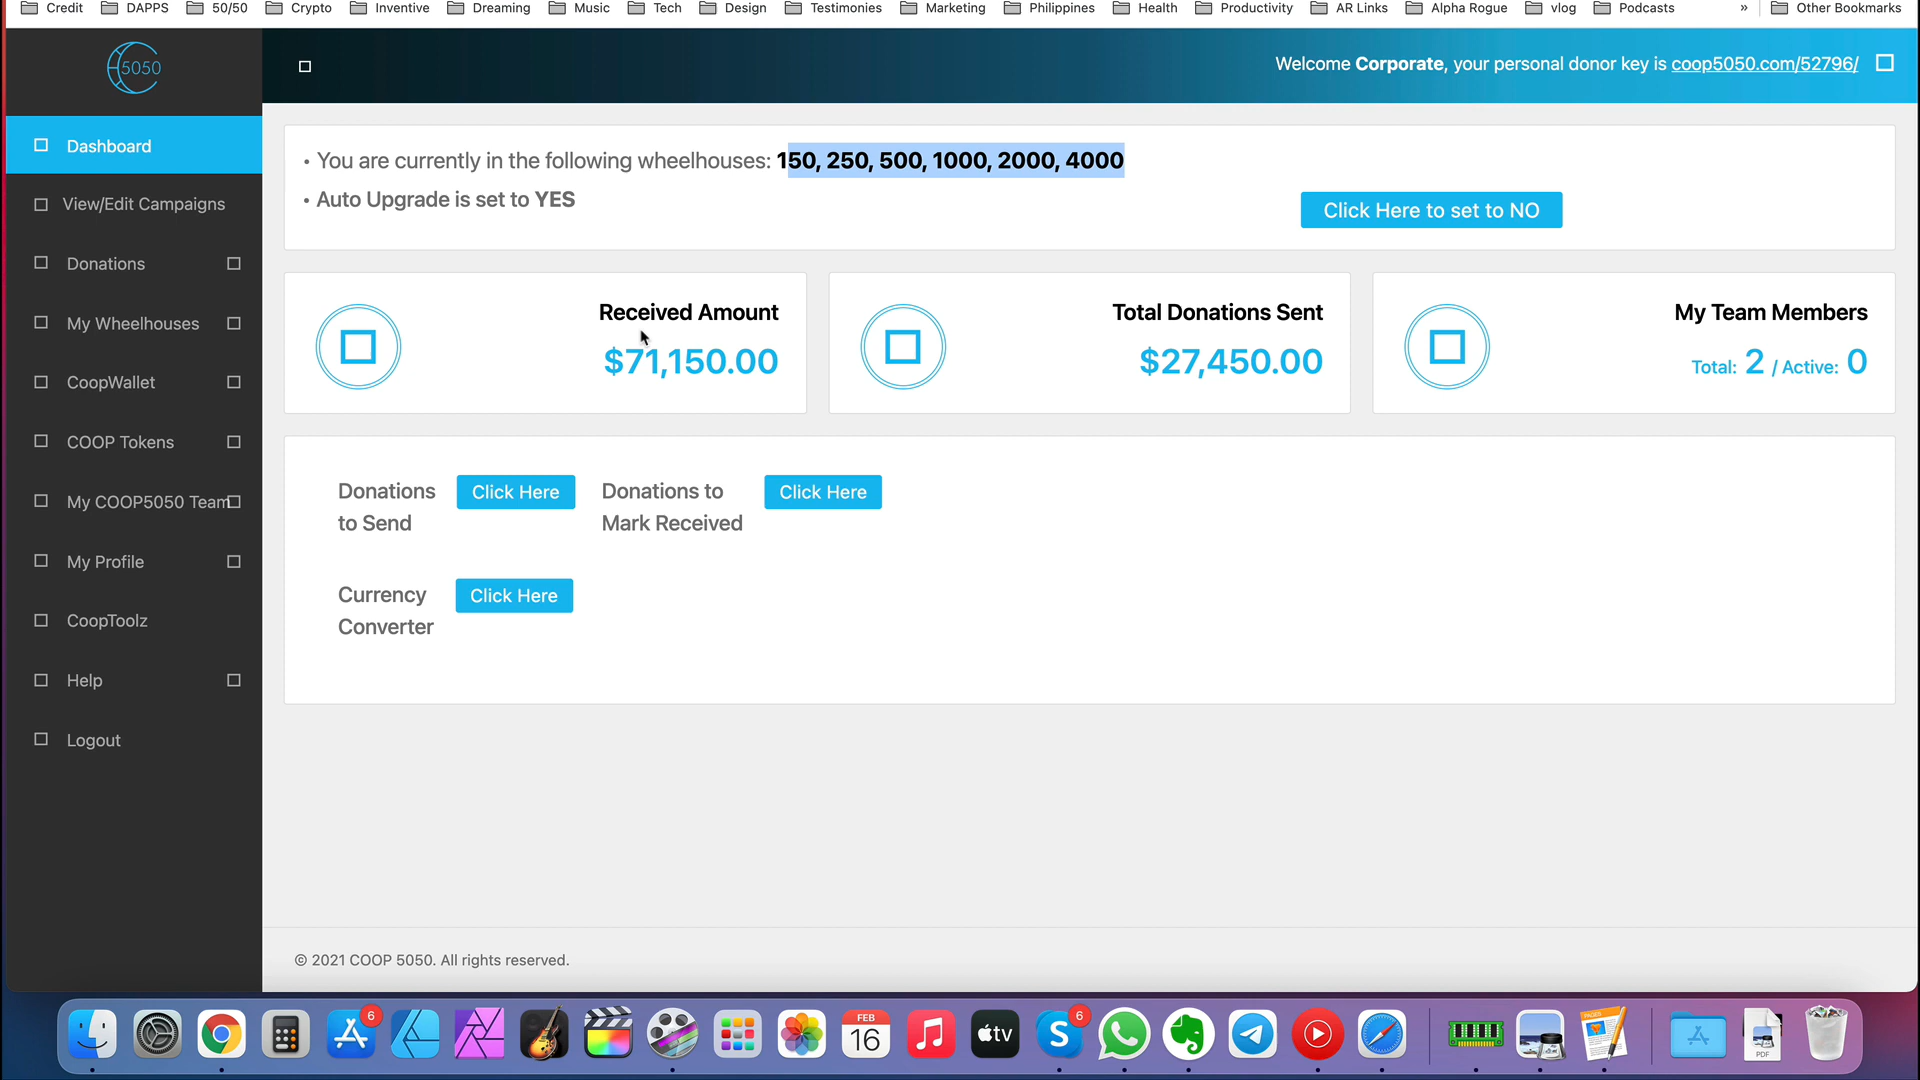 Credit DAPPS 50/50 Crypto Inventive Dreaming Music Tech Design Testimonies Marketing Philippines Health Productivity AR Links Alpha Rogue vlog Podcasts » Other Bookmarks
5050
Welcome Corporate, your personal donor key is coop5050.com/52796/
Dashboard
View/Edit Campaigns
Donations
My Wheelhouses
CoopWallet
COOP Tokens
My COOP5050 Team
My Profile
CoopToolz
Help
Logout
• You are currently in the following wheelhouses: 150, 250, 500, 1000, 2000, 4000
• Auto Upgrade is set to YES
Click Here to set to NO
Received Amount
$71,150.00
Total Donations Sent
$27,450.00
My Team Members
Total: 2 / Active: 0
Donations
to Send
Click Here
Donations to
Mark Received
Click Here
Currency
Converter
Click Here
© 2021 COOP 5050. All rights reserved.
6
FEB
16
tv
S
6
PAGES
PDF